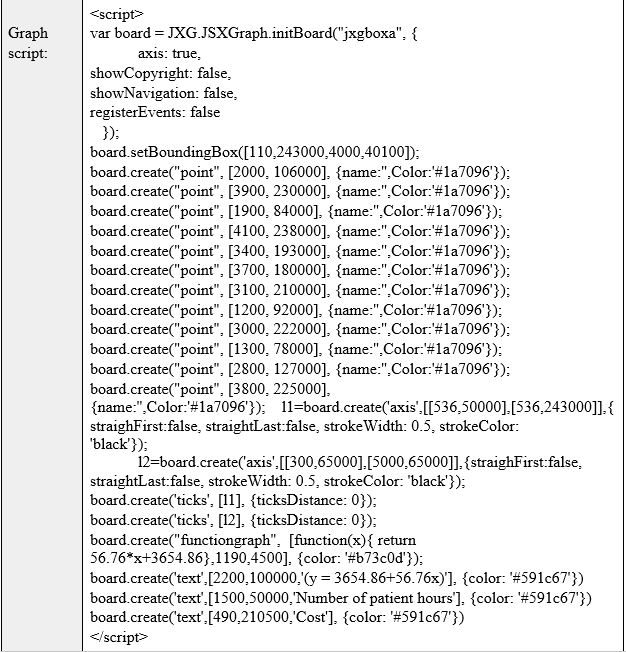 Graph
script:
<script>
var board = JXG.JSXGraph.initBoard("jxgboxa", {
axis: true,
showCopyright: false,
showNavigation: false,
registerEvents: false
});
board.setBoundingBox([110,243000,4000,40100]);
board.create("point", [2000, 106000], {name:'',Color:'#1a7096'});
board.create("point", [3900, 230000], {name:'',Color:'#1a7096'});
board.create("point", [1900, 84000], {name:'',Color:'#1a7096'});
board.create("point", [4100, 238000], {name:'',Color:'#1a7096'});
board.create("point", [3400, 193000], {name:'',Color:'#1a7096'});
board.create("point", [3700, 180000], {name:'',Color:'#1a7096'});
board.create("point", [3100, 210000], {name:'',Color:'#1a7096'});
board.create("point", [1200, 92000], {name:'',Color:'#1a7096'});
board.create("point", [3000, 222000], {name:'',Color:'#1a7096'});
board.create("point", [1300, 78000], {name:'',Color:'#1a7096'});
board.create("point", [2800, 127000], {name:'',Color:'#1a7096'});
board.create("point", [3800, 225000],
{name:'',Color:'#1a7096'}); l1=board.create('axis',[[536,50000],[536,243000]],{
straighFirst:false, straightLast:false, strokeWidth: 0.5, strokeColor:
'black'});
l2=board.create('axis',[[300,65000],[5000,65000]],{straighFirst:false,
straightLast:false, strokeWidth: 0.5, strokeColor: 'black'});
board.create('ticks', [l1], {ticksDistance: 0});
board.create('ticks', [l2], {ticksDistance: 0});
board.create("functiongraph", [function(x){ return
56.76*x+3654.86},1190,4500], {color: '#b73c0d'});
board.create('text',[2200,100000,'(y = 3654.86+56.76x)'], {color: '#591c67'})
board.create('text',[1500,50000,'Number of patient hours'], {color: '#591c67'})
board.create('text',[490,210500,'Cost'], {color: '#591c67'})
</script>